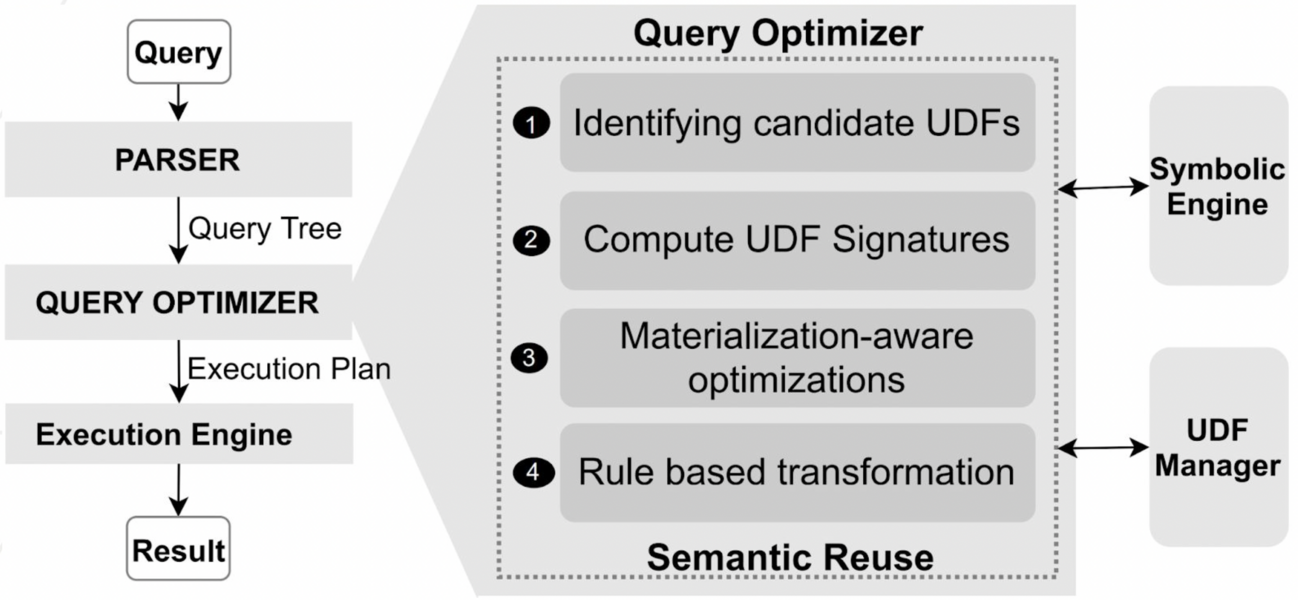 Query
PARSER
Query Tree
QUERY OPTIMIZER
Execution Plan
Execution Engine
Result
Query Optimizer
1 Identifying candidate UDFs
2 Compute UDF Signatures
3 Materialization-aware
optimizations
4 Rule based transformation
Semantic Reuse
Symbolic
Engine
UDF
Manager